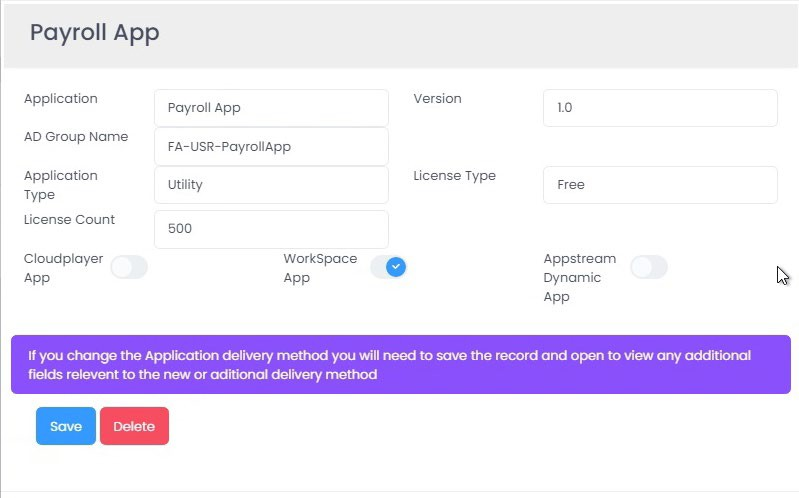 Payroll App
Application
Payroll App
Version
1.0
AD Group Name
FA-USR-PayrollApp
Application
Type
Utility
License Type
Free
License Count
500
Cloudplayer
App
WorkSpace
App
Appstream
Dynamic
App
If you change the Application delivery method you will need to save the record and open to view any additional
fields relevent to the new or aditional delivery method
Save
Delete